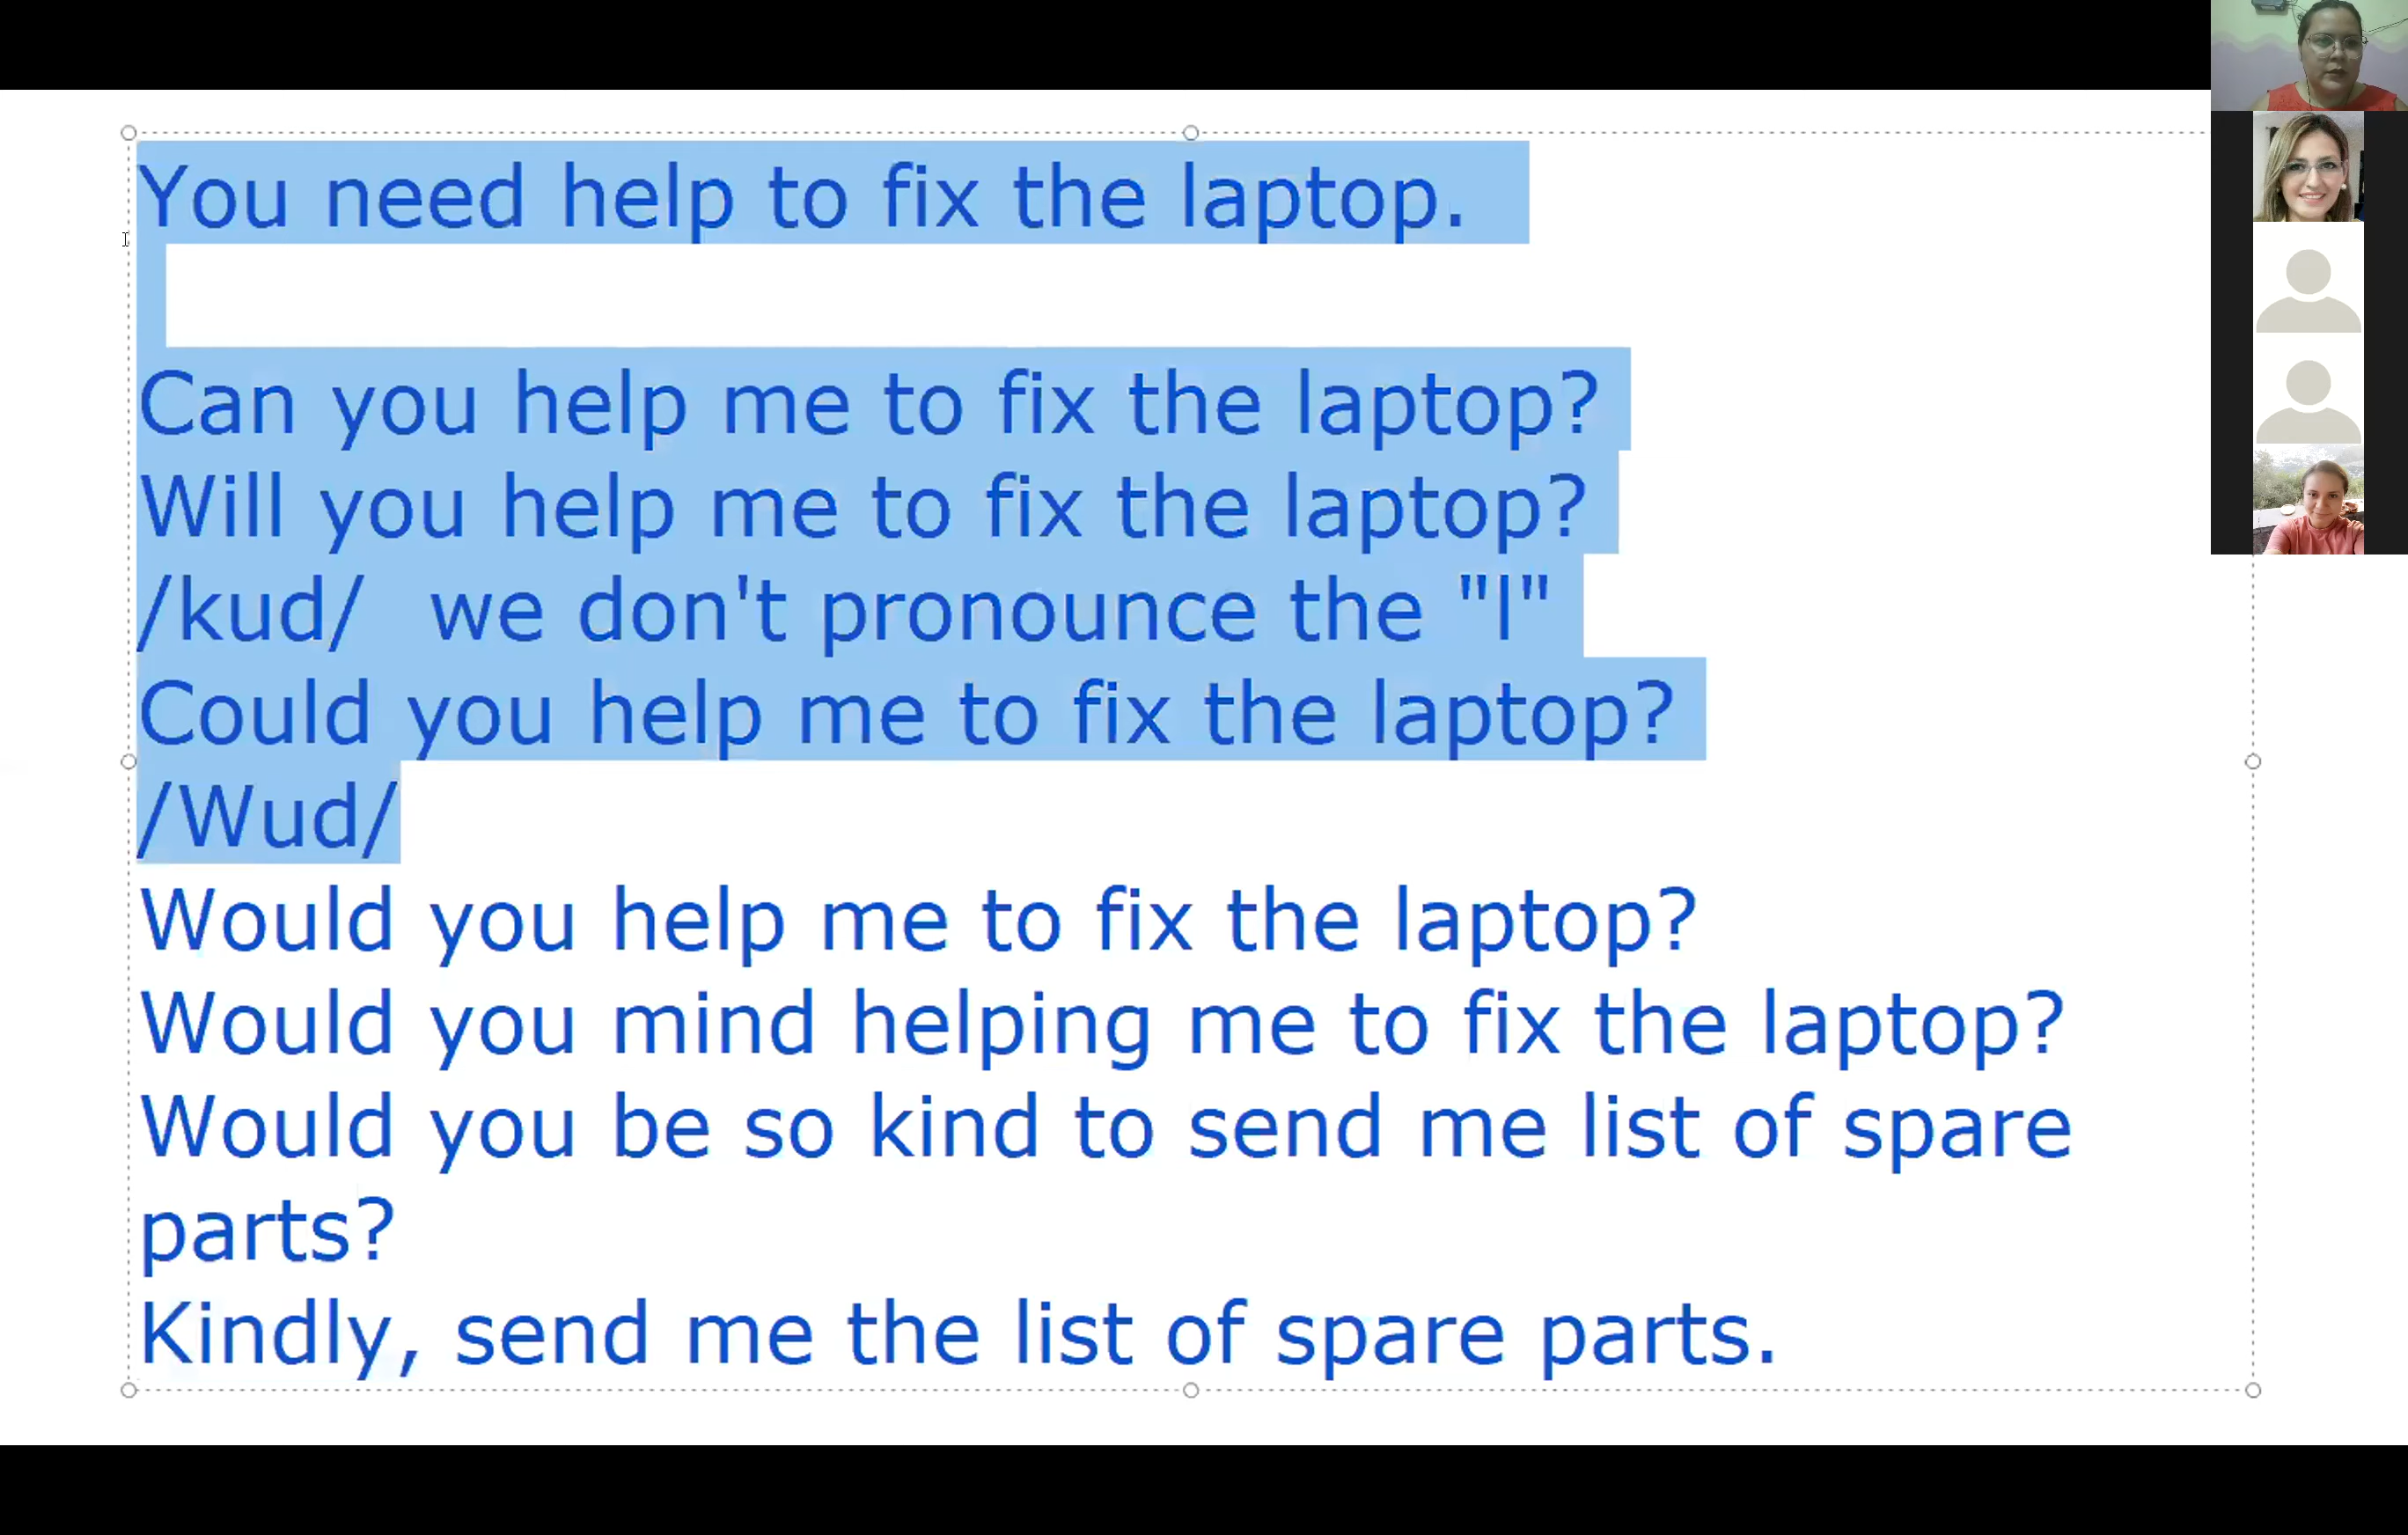 You need help to fix the laptop.
Can you help me to fix the laptop?
Will you help me to fix the laptop?
/kud/  we don't pronounce the "l"
Could you help me to fix the laptop?
/Wud/
Would you help me to fix the laptop?
Would you mind helping me to fix the laptop?
Would you be so kind to send me list of spare
parts?
Kindly, send me the list of spare parts.